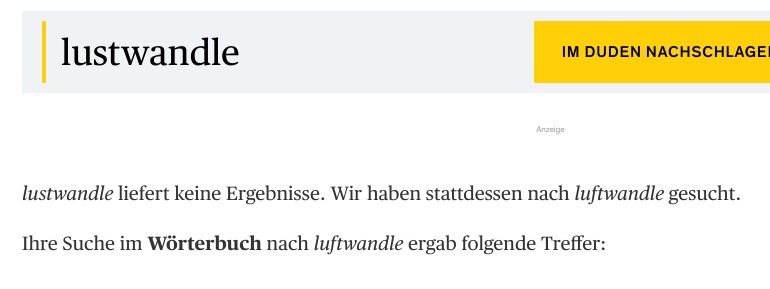 lustwandle
IM DUDEN NACHSCHLAGE
Anzeige
lustwandle liefert keine Ergebnisse. Wir haben stattdessen nach luftwandle gesucht.
Ihre Suche im Wörterbuch nach luftwandle ergab folgende Treffer: